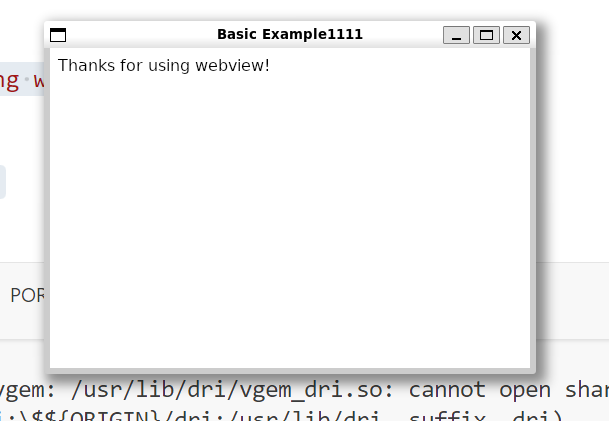 Basic Example1111
Thanks for using webview!
ng w
POR
vgem: /usr/lib/dri/vgem_dri.so: cannot open shar
i:\$${ORIGIN}/dri:/usr/lib/dri, suffix _dri)